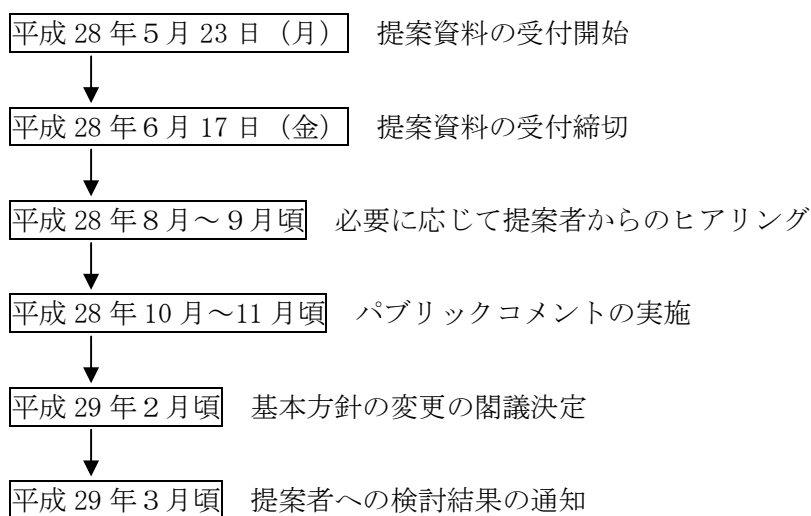 平成 28 年５月 23 日（月）　提案資料の受付開始
平成 28 年６月 17 日（金）　提案資料の受付締切
平成 28 年８月～９月頃　必要に応じて提案者からのヒアリング
平成 28 年 10 月～11 月頃　パブリックコメントの実施
平成 29 年２月頃　基本方針の変更の閣議決定
平成 29 年３月頃　提案者への検討結果の通知